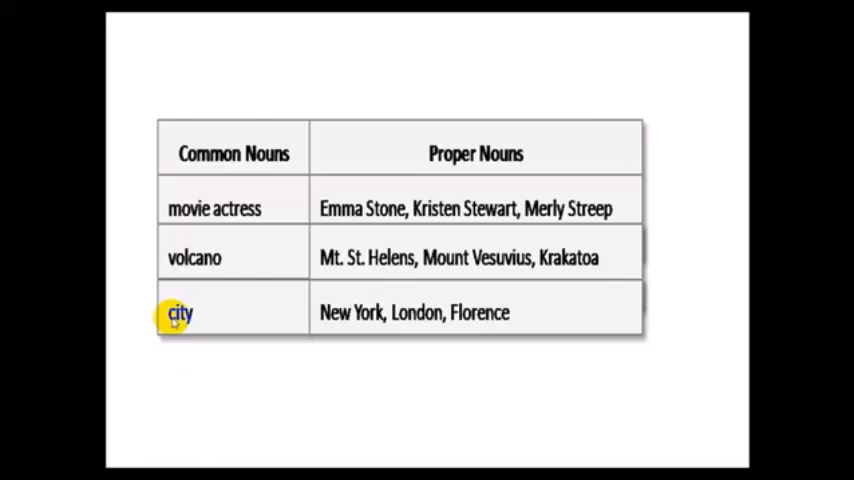 Common Nouns Proper Nouns
movie actress Emma Stone, Kristen Stewart, Merly Streep
volcano Mt. St. Helens, Mount Vesuvius, Krakatoa
city New York, London, Florence